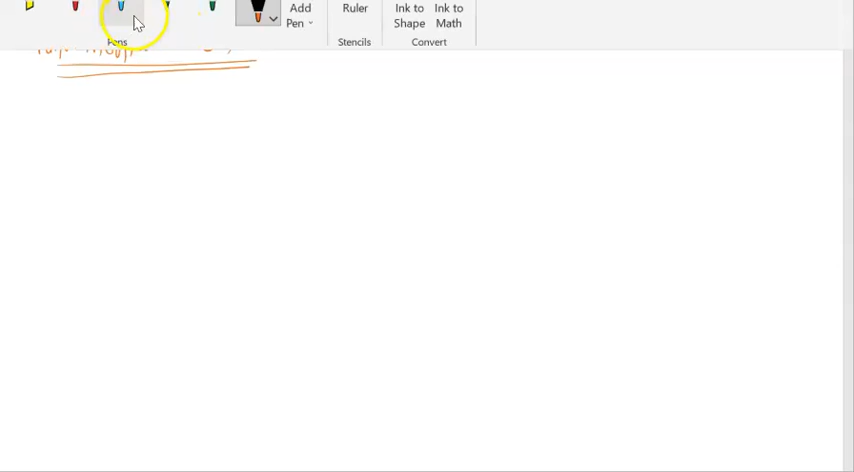 Add
Pen
Ruler
Ink to
Shape
Ink to
Math
Pens
Stencils
Convert